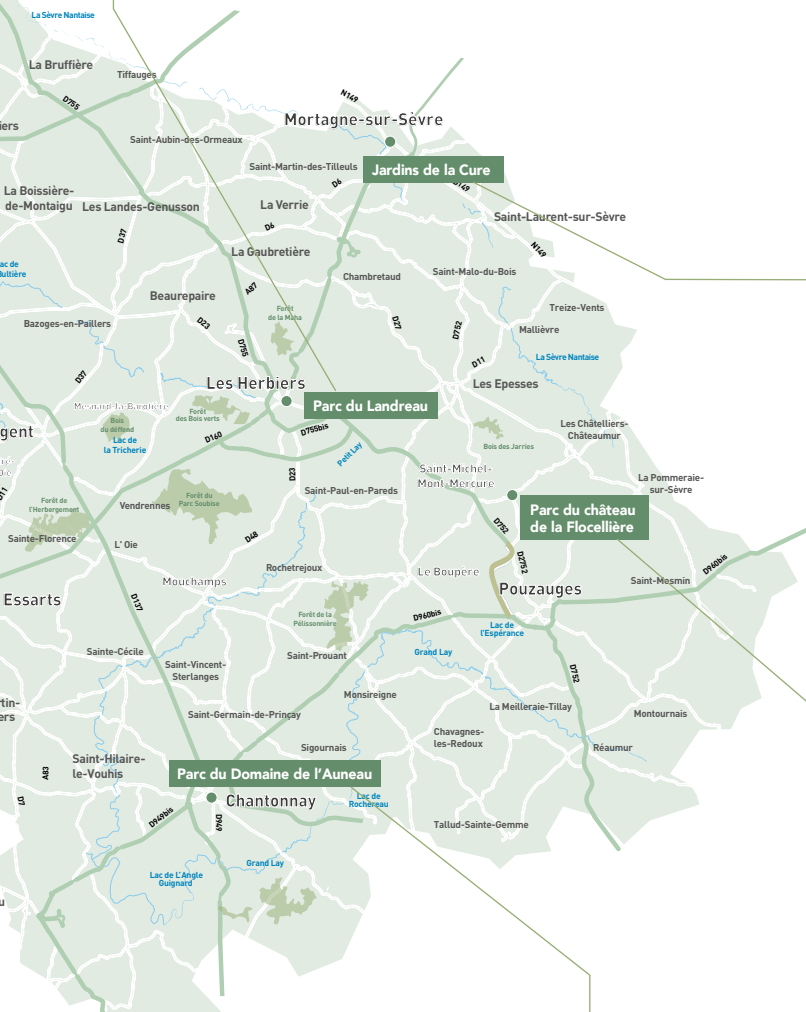 La Sèvre Nantaise
La Bruffière
Tiffauges
D755
N149
Mortagne-sur-Sèvre
iers
Saint-Aubin-des-Ormeaux
Saint-Martin-des-Tilleuls
Jardins de la Cure
D6
La Boissière-
de-Montaigu
Les Landes-Genusson
La Verrie
Saint-Laurent-sur-Sèvre
D6
D37
N149
La Gaubretière
Saint-Malo-du-Bois
Chambretaud
A87
Beaurepaire
Treize-Vents
Forêt
de la Maha
Bazoges-en-Paillers
D23
D27
D752
Mallièvre
D755
La Sèvre Nantaise
D11
D37
Les Herbiers
Les Epesses
Parc du Landreau
Mesnard-la-Barotière
Forêt
des Bois verts
Bois
du défend
Les Châtelliers-
Châteaumur
gent
D160
D755bis
Lac de
la Tricherie
Petit Lay
Bois des Jarries
Saint-Michel-
Mont-Mercure
D23
La Pommeraie-
sur-Sèvre
D11
Saint-Paul-en-Pareds
Forêt de
l'Herbergement
Vendrennes
Forêt du
Parc Soubise
Parc du château
de la Flocellière
D752
Sainte-Florence
L' Oie
D48
D2752
D960bis
Rochetrejoux
Le Boupère
Saint-Mesmin
Mouchamps
Pouzauges
Essarts
D137
Forêt de la
Pélissonnière
D960bis
Lac de
l'Espérance
Sainte-Cécile
Saint-Prouant
Grand Lay
Saint-Vincent-
Sterlanges
D752
Monsireigne
rtin-
ers
La Meilleraie-Tillay
Saint-Germain-de-Prinçay
Montournais
Chavagnes-
les-Redoux
Sigournais
Réaumur
Saint-Hilaire-
le-Vouhis
A83
Parc du Domaine de l'Auneau
D7
Chantonnay
Lac de
Rochereau
D949bis
D949
Tallud-Sainte-Gemme
Grand Lay
Lac de L'Angle
Guignard